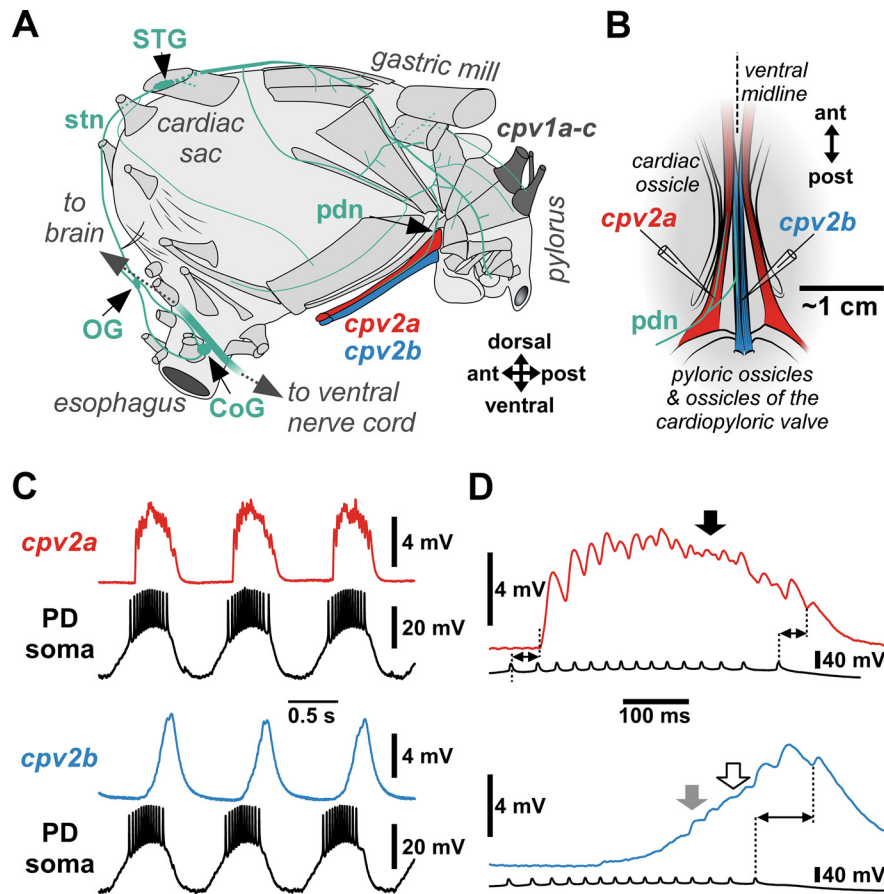 A
STG
stn
cardiac
sac
gastric mill
cpv1a-c
to
brain
pdn
pylorus
OG
cpv2a
cpv2b
esophagus
CoG
to ventral
nerve cord
dorsal
ant
post
ventral
B
ventral
midline
ant
post
cardiac
ossicle
cpv2a
cpv2b
pdn
~1 cm
pyloric ossicles
& ossicles of the
cardiopyloric valve
C
cpv2a
4 mV
PD
soma
20 mV
0.5 s
cpv2b
4 mV
PD
soma
20 mV
D
4 mV
40 mV
100 ms
4 mV
40 mV